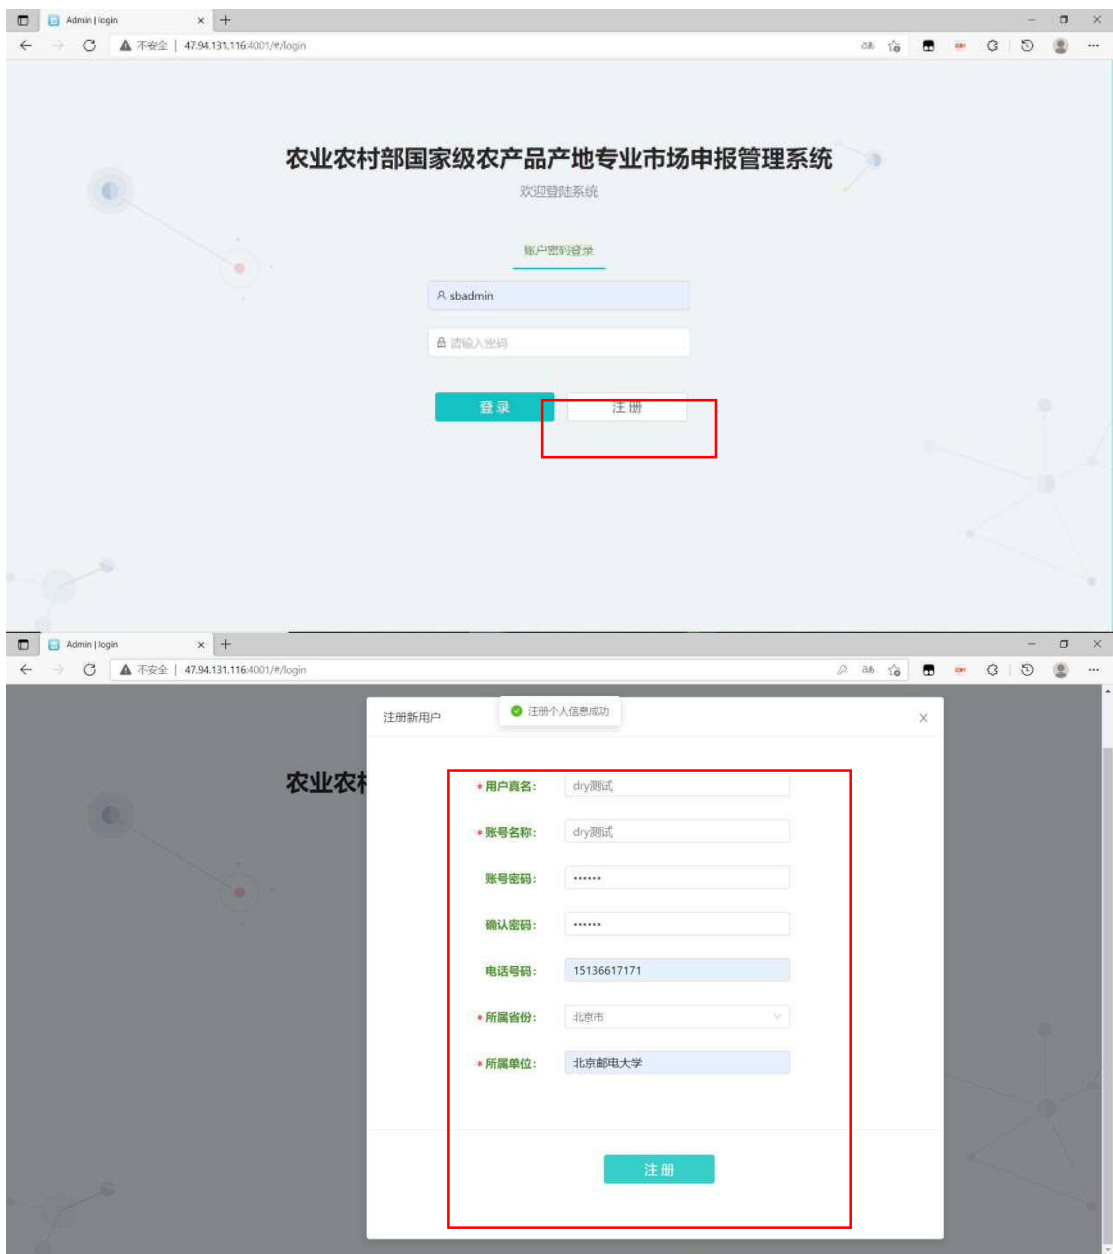 Admin | login
不安全 | 47.94.131.116:4001/#/login
农业农村部国家级农产品产地专业市场申报管理系统
欢迎登陆系统
账户密码登录
sbadmin
请输入密码
登录 注册
Admin | login
不安全 | 47.94.131.116:4001/#/login
注册新用户
注册个人信息成功
农业农村
* 用户真名： dry测试
* 账号名称： dry测试
账号密码： ••••••
确认密码： ••••••
电话号码： 15136617171
* 所属省份： 北京市
* 所属单位： 北京邮电大学
注册